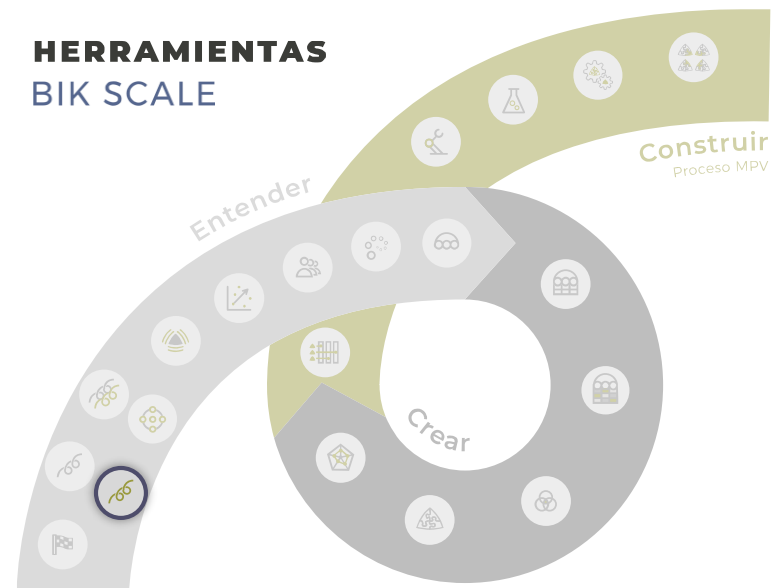 HERRAMIENTAS
BIK SCALE
Construir
Proceso MPV
Entender
Crear